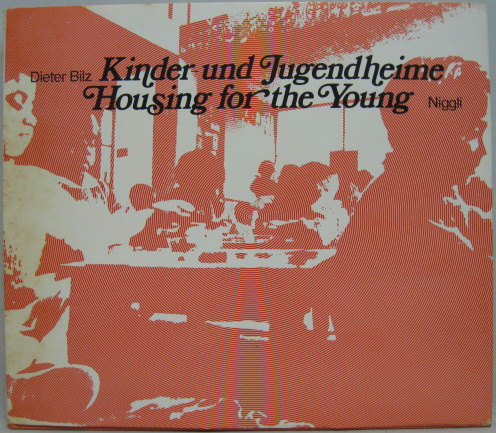 Dieter Bilz Kinder- und Jugendheime
Housing for the Young Niggli